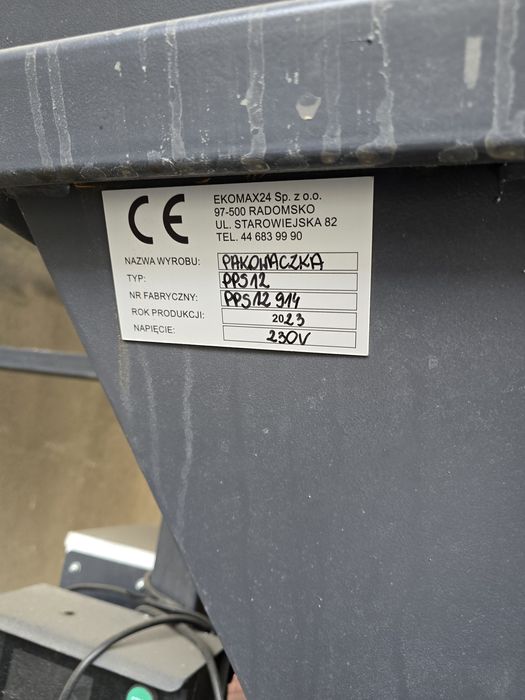 CE
EKOMAX24 Sp. z o.o.
97-500 RADOMSKO
UL. STAROWIEJSKA 82
TEL. 44 683 99 90
NAZWA WYROBU: PAKOWACZKA
TYP: PPS12
NR FABRYCZNY: PPS12 914
ROK PRODUKCJI: 2023
NAPIĘCIE: 230V